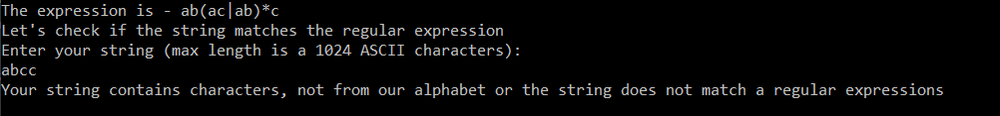 The expression is - ab(ac|ab)*c
Let's check if the string matches the regular expression
Enter your string (max length is a 1024 ASCII characters):
abcc
Your string contains characters, not from our alphabet or the string does not match a regular expressions